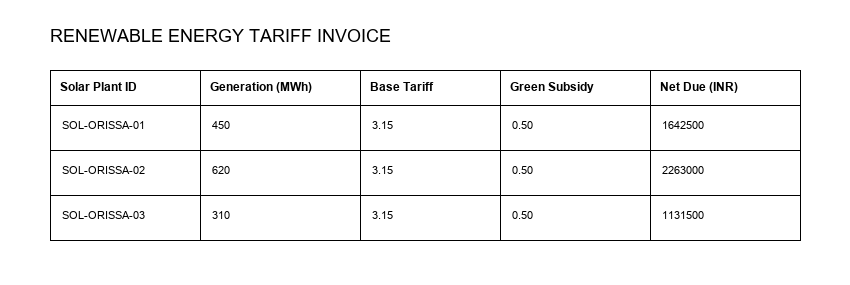 RENEWABLE ENERGY TARIFF INVOICE
Solar Plant ID Generation (MWh) Base Tariff Green Subsidy Net Due (INR)
SOL-ORISSA-01 450 3.15 0.50 1642500
SOL-ORISSA-02 620 3.15 0.50 2263000
SOL-ORISSA-03 310 3.15 0.50 1131500